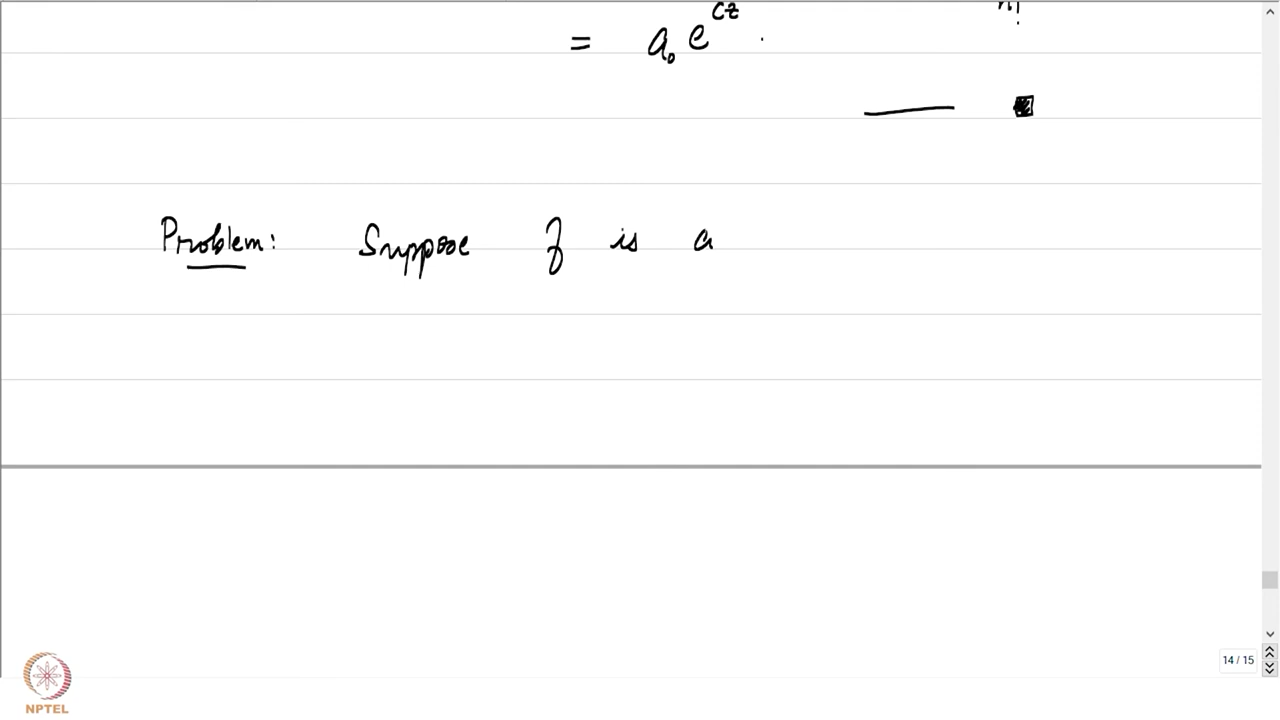 n!
= a₀ e^{cz} .
Problem: Suppose f is a
14 / 15
NPTEL